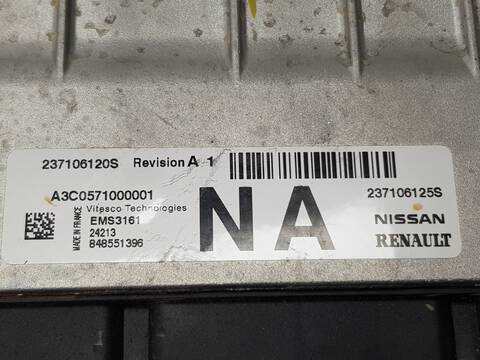 237106120S Revision A 1
A3C0571000001 237106125S
Vitesco Technologies
EMS3161 NA NISSAN
24213
848551396 RENAULT
MADE IN FRANCE